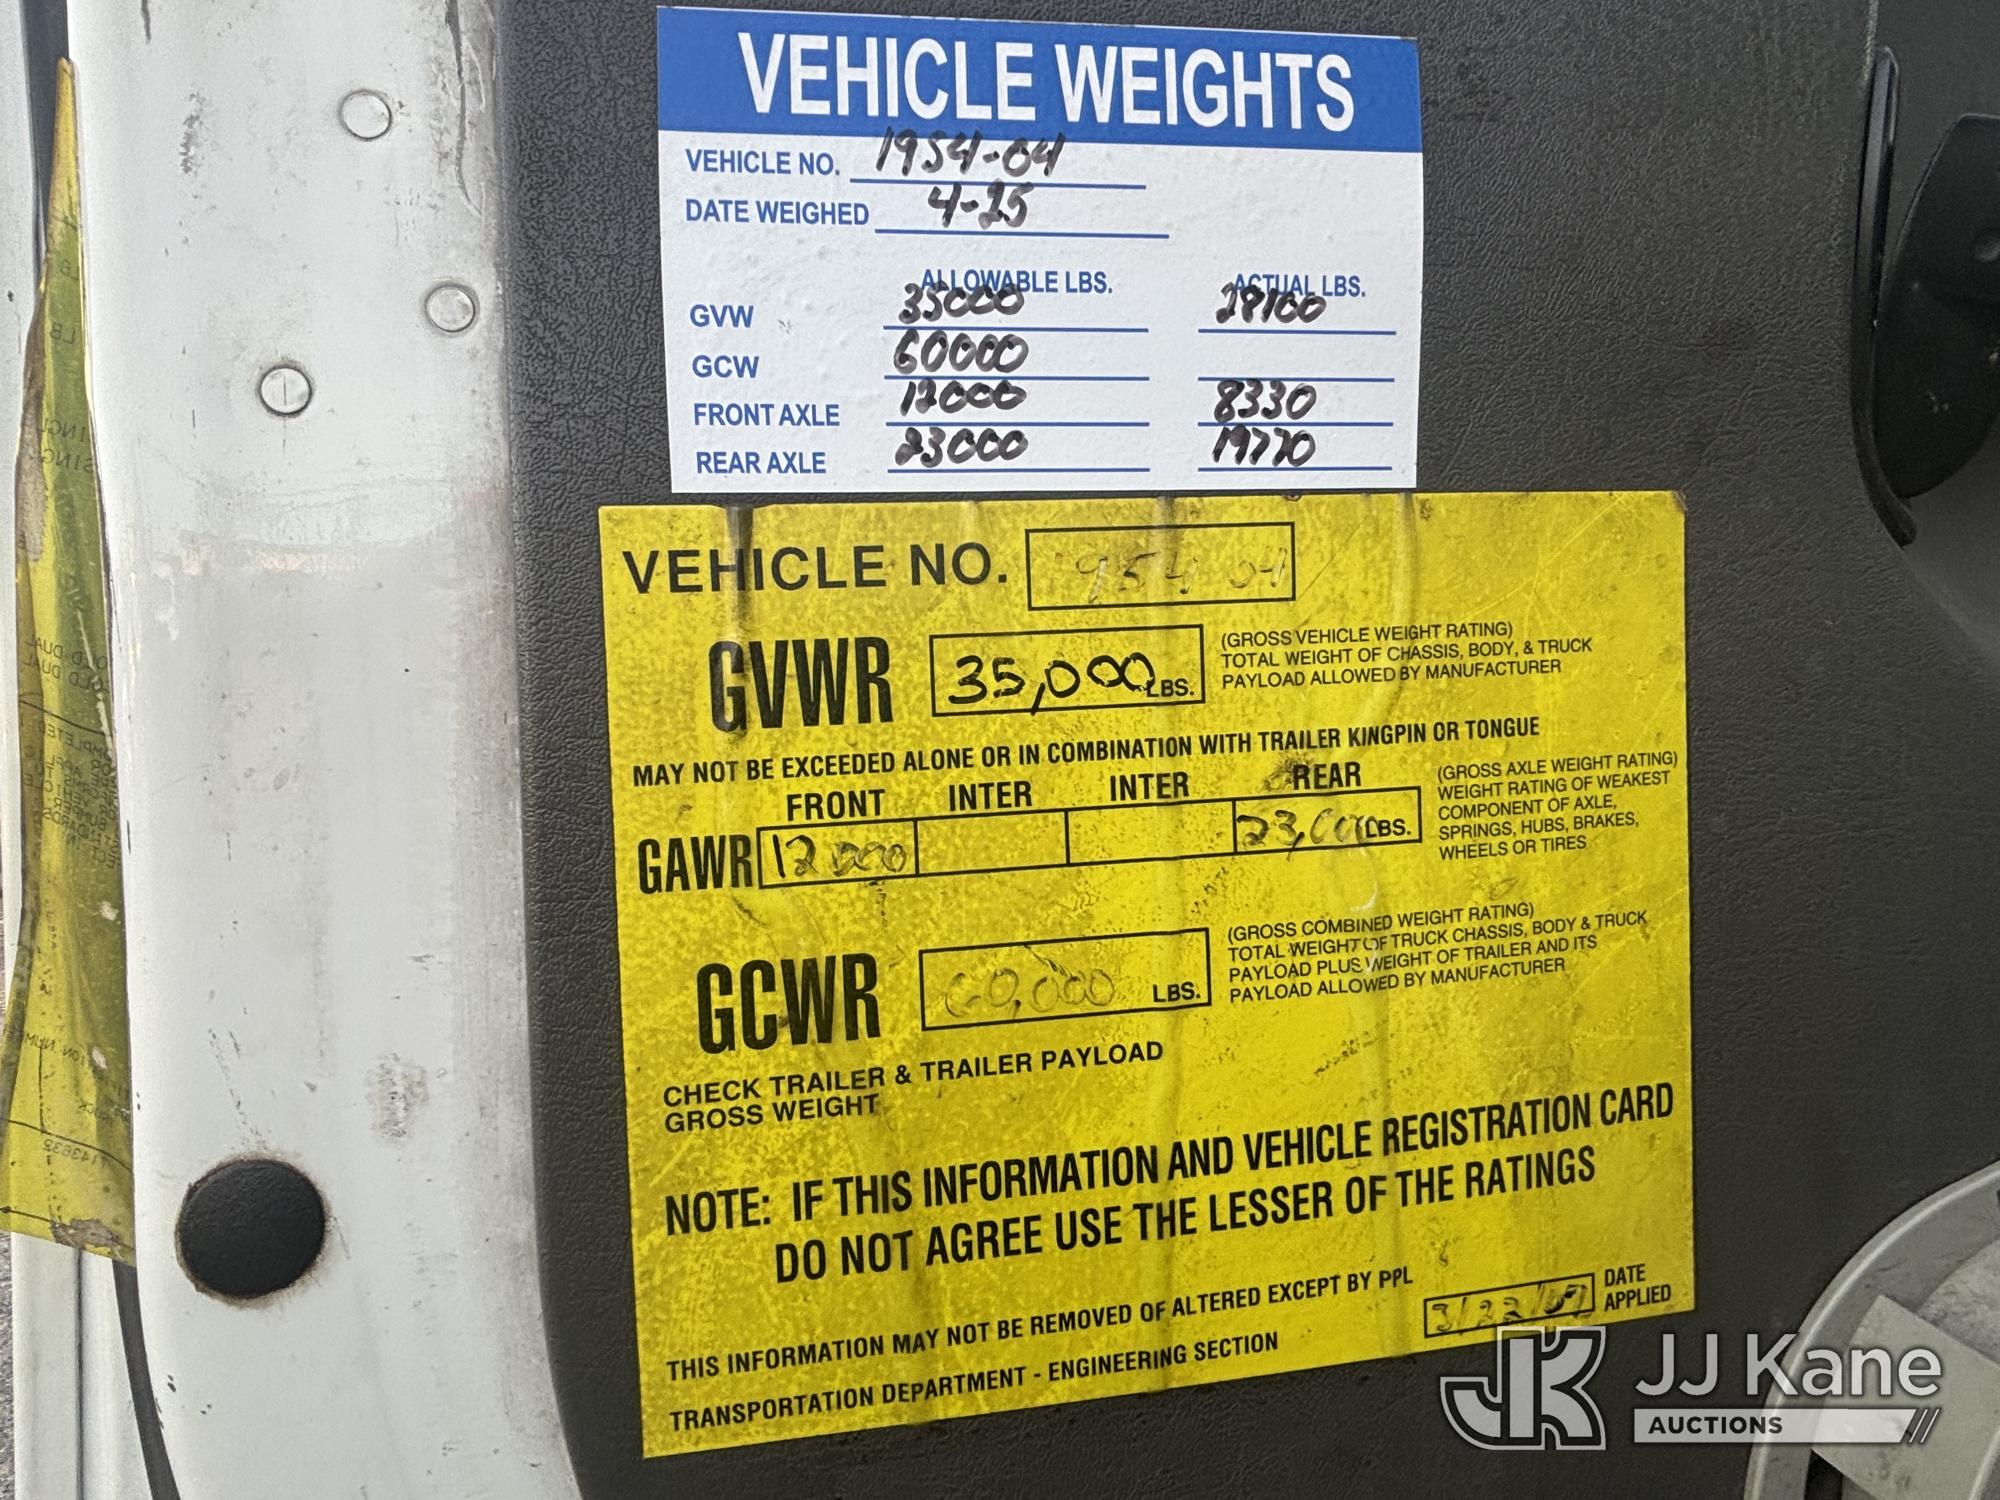 VEHICLE WEIGHTS
VEHICLE NO. 1954-04
DATE WEIGHED 4-25
ALLOWABLE LBS. ACTUAL LBS.
GVW 35000 28100
GCW 60000
FRONT AXLE 12000 8330
REAR AXLE 23000 19770
VEHICLE NO. 954 04
GVWR 35,000 LBS. (GROSS VEHICLE WEIGHT RATING)
TOTAL WEIGHT OF CHASSIS, BODY, & TRUCK
PAYLOAD ALLOWED BY MANUFACTURER
MAY NOT BE EXCEEDED ALONE OR IN COMBINATION WITH TRAILER KINGPIN OR TONGUE
FRONT INTER INTER REAR
GAWR 12000 23,000 LBS.
(GROSS AXLE WEIGHT RATING)
WEIGHT RATING OF WEAKEST
COMPONENT OF AXLE,
SPRINGS, HUBS, BRAKES,
WHEELS OR TIRES
GCWR 60,000 LBS.
(GROSS COMBINED WEIGHT RATING)
TOTAL WEIGHT OF TRUCK CHASSIS, BODY & TRUCK
PAYLOAD PLUS WEIGHT OF TRAILER AND ITS
PAYLOAD ALLOWED BY MANUFACTURER
CHECK TRAILER & TRAILER PAYLOAD
GROSS WEIGHT
NOTE: IF THIS INFORMATION AND VEHICLE REGISTRATION CARD
DO NOT AGREE USE THE LESSER OF THE RATINGS
THIS INFORMATION MAY NOT BE REMOVED OF ALTERED EXCEPT BY PPL
TRANSPORTATION DEPARTMENT - ENGINEERING SECTION
3/22/07 DATE
APPLIED
JK JJ Kane
AUCTIONS